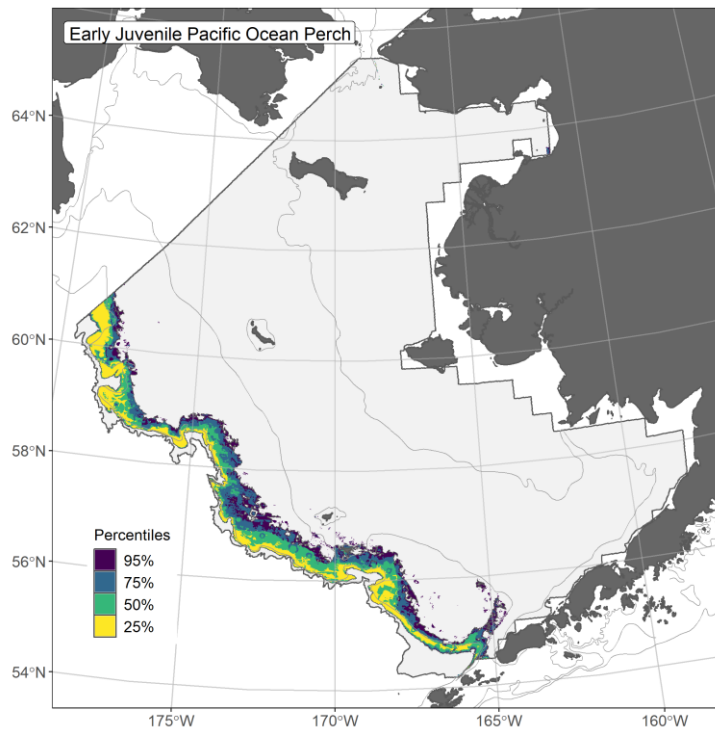 Early Juvenile Pacific Ocean Perch
64°N
62°N
60°N
58°N
56°N
54°N
Percentiles
95%
75%
50%
25%
175°W
170°W
165°W
160°W